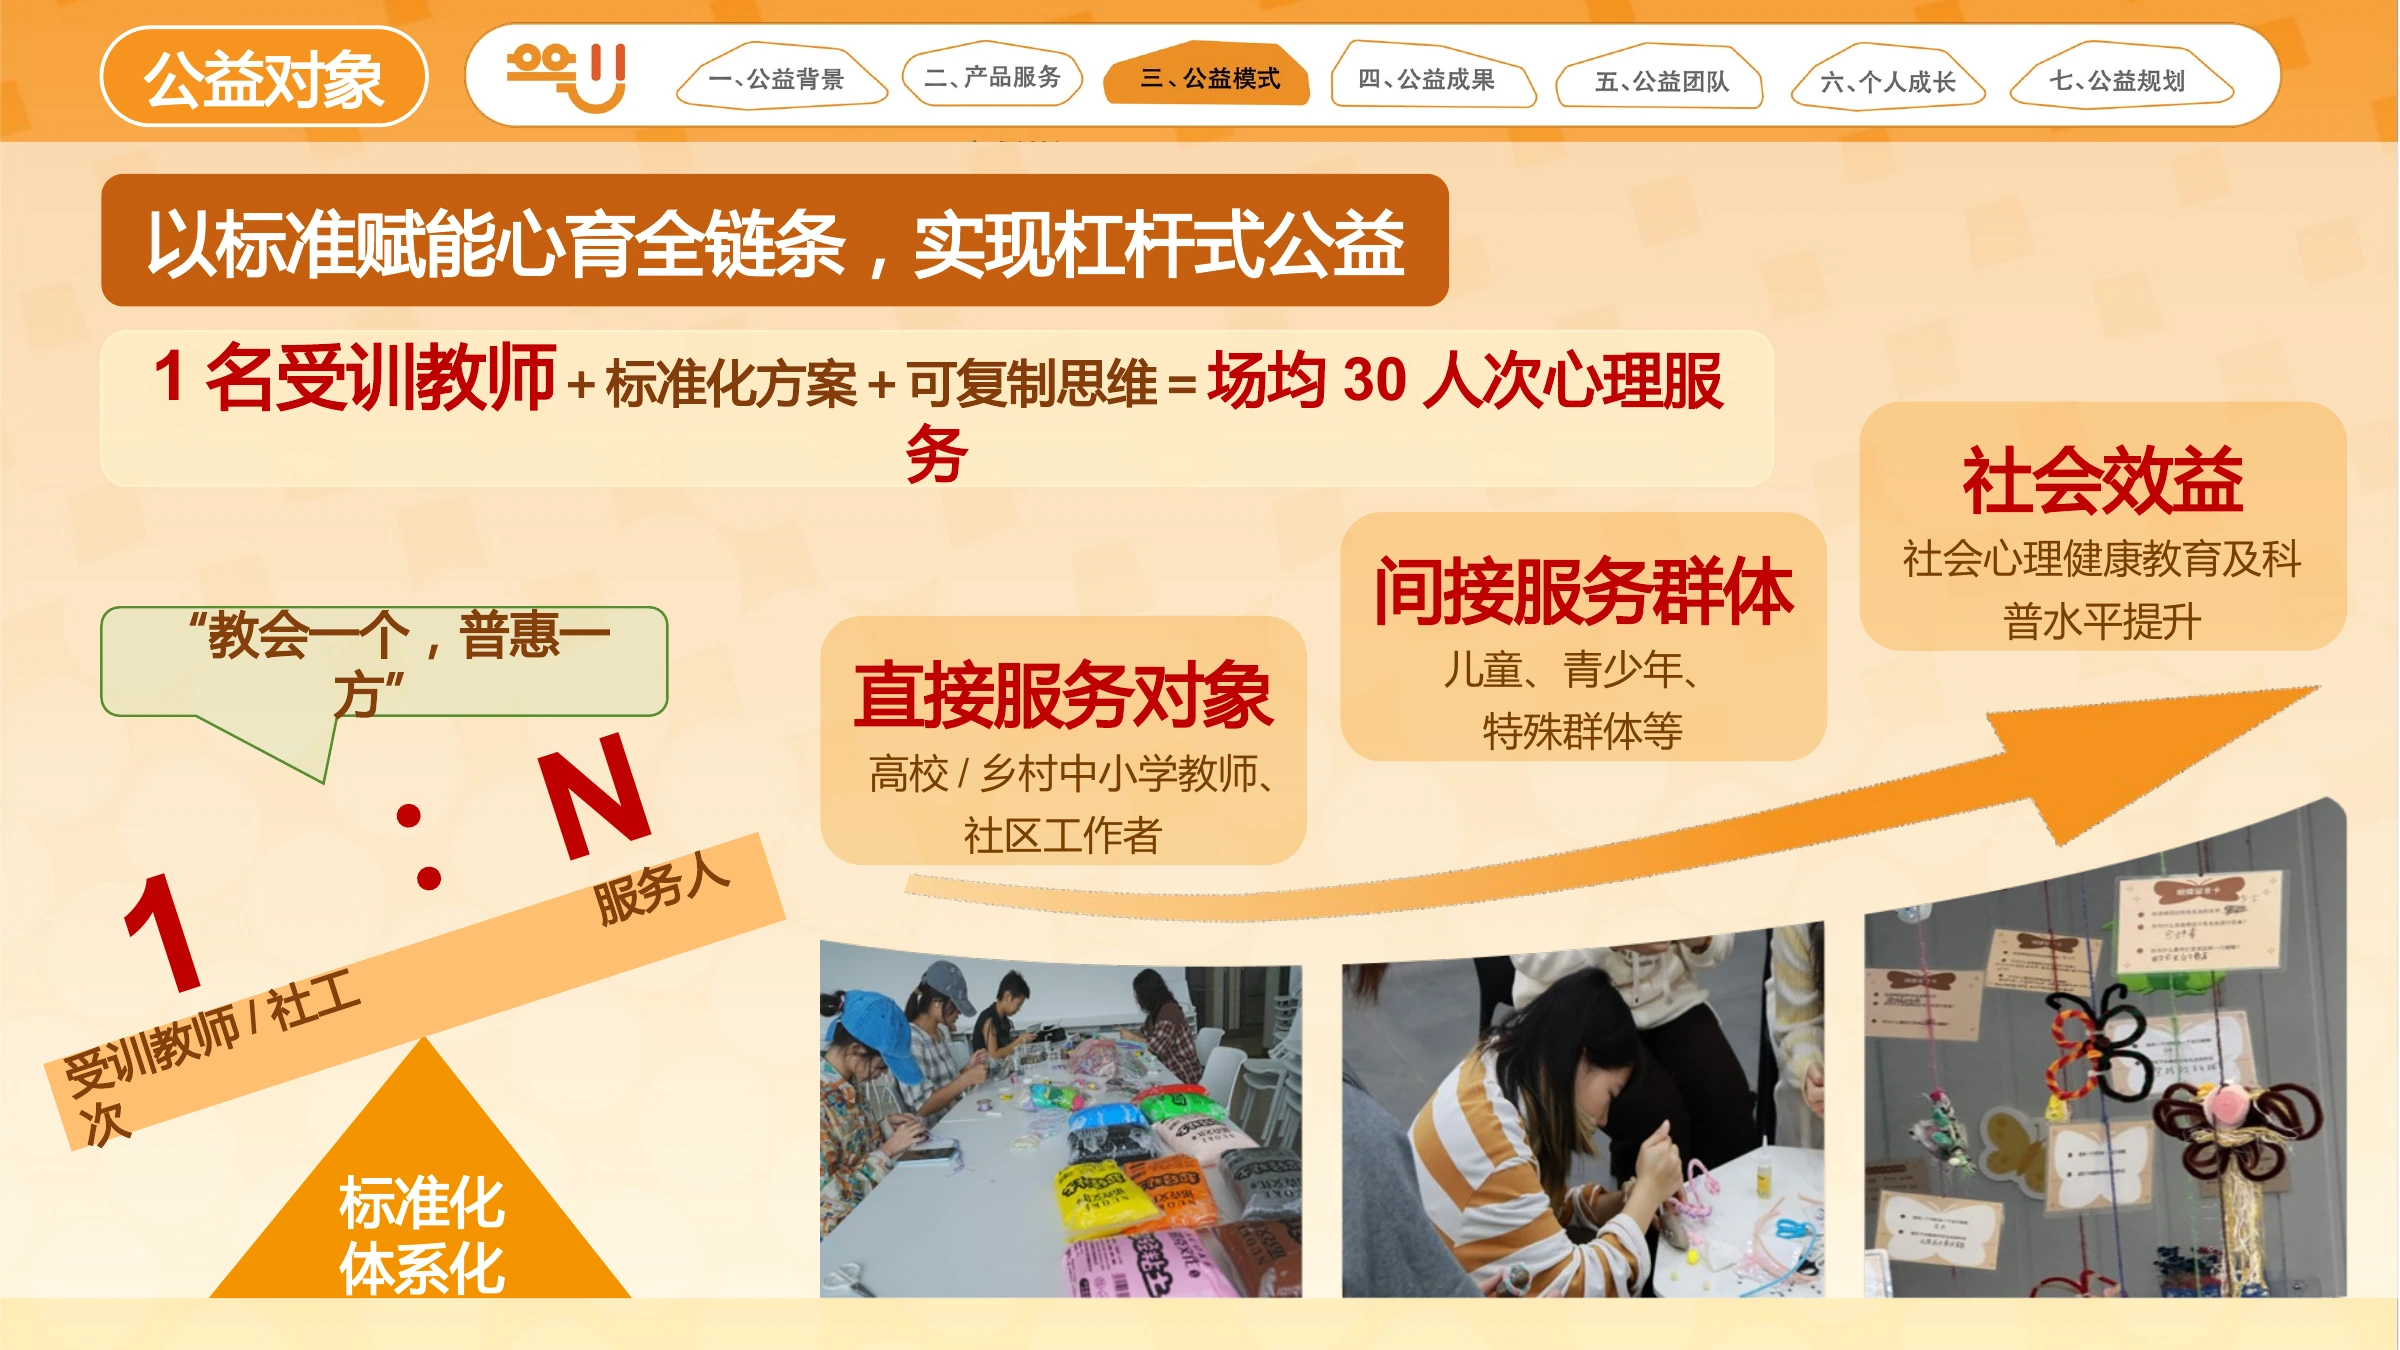 公益对象
一、公益背景
二、产品服务
三、公益模式
四、公益成果
五、公益团队
六、个人成长
七、公益规划
以标准赋能心育全链条，实现杠杆式公益
1 名受训教师 + 标准化方案 + 可复制思维 = 场均 30 人次心理服
务
社会效益
社会心理健康教育及科
普水平提升
间接服务群体
儿童、青少年、
特殊群体等
直接服务对象
高校 / 乡村中小学教师、
社区工作者
“教会一个，普惠一
方”
1 : N
受训教师 / 社工
服务人
次
标准化
体系化